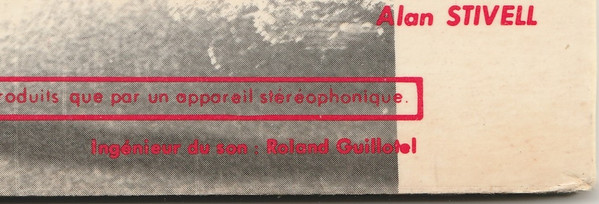 Alan STIVELL
roduits que par un appareil stéréophonique.
Ingénieur du son : Roland Guillotel